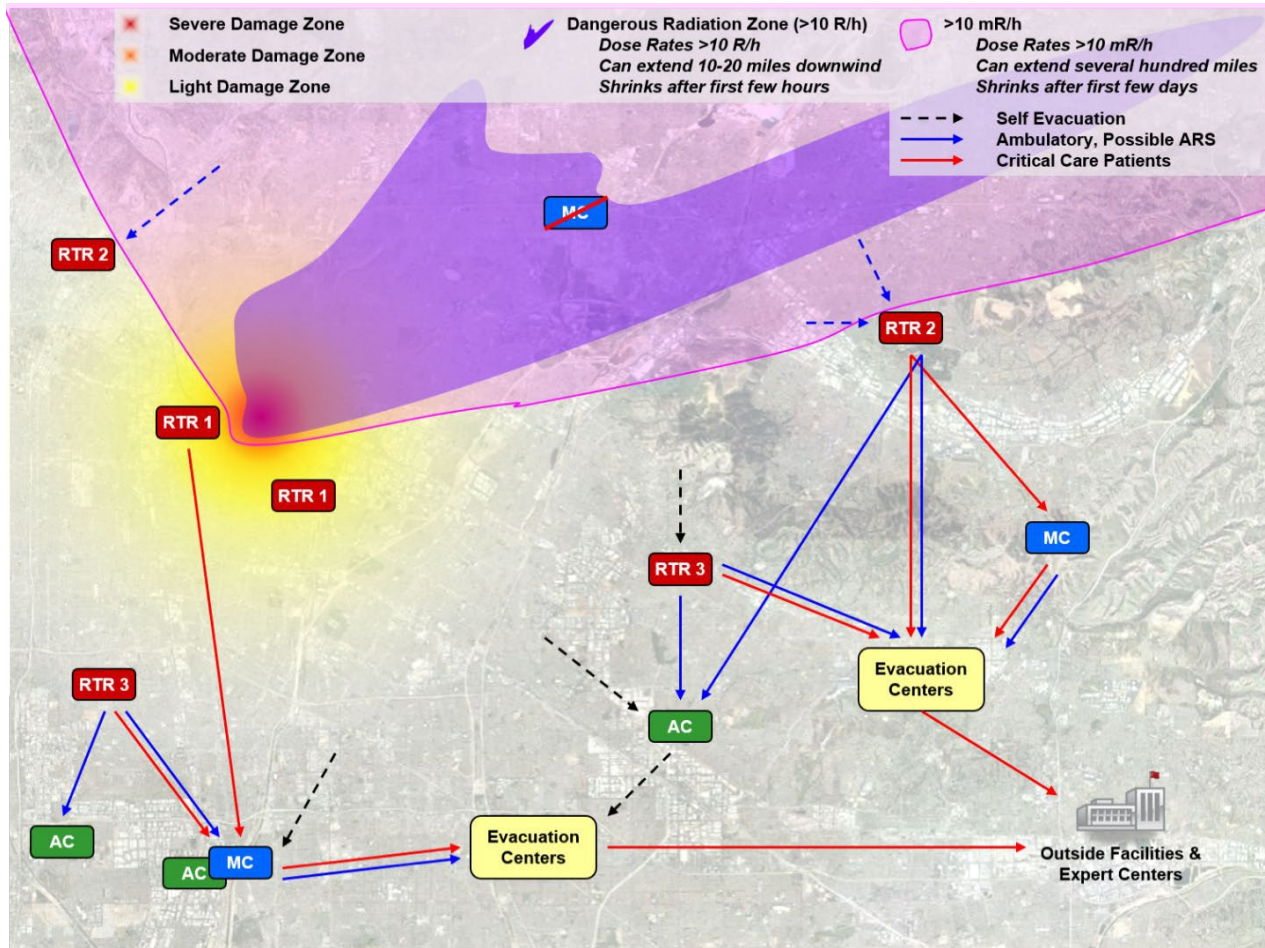 Severe Damage Zone
Moderate Damage Zone
Light Damage Zone
Dangerous Radiation Zone (>10 R/h)
Dose Rates >10 R/h
Can extend 10-20 miles downwind
Shrinks after first few hours
>10 mR/h
Dose Rates >10 mR/h
Can extend several hundred miles
Shrinks after first few days
Self Evacuation
Ambulatory, Possible ARS
Critical Care Patients
MC
RTR 2
RTR 2
RTR 1
RTR 1
MC
RTR 3
Evacuation
Centers
RTR 3
AC
AC
AC
MC
Evacuation
Centers
Outside Facilities &
Expert Centers